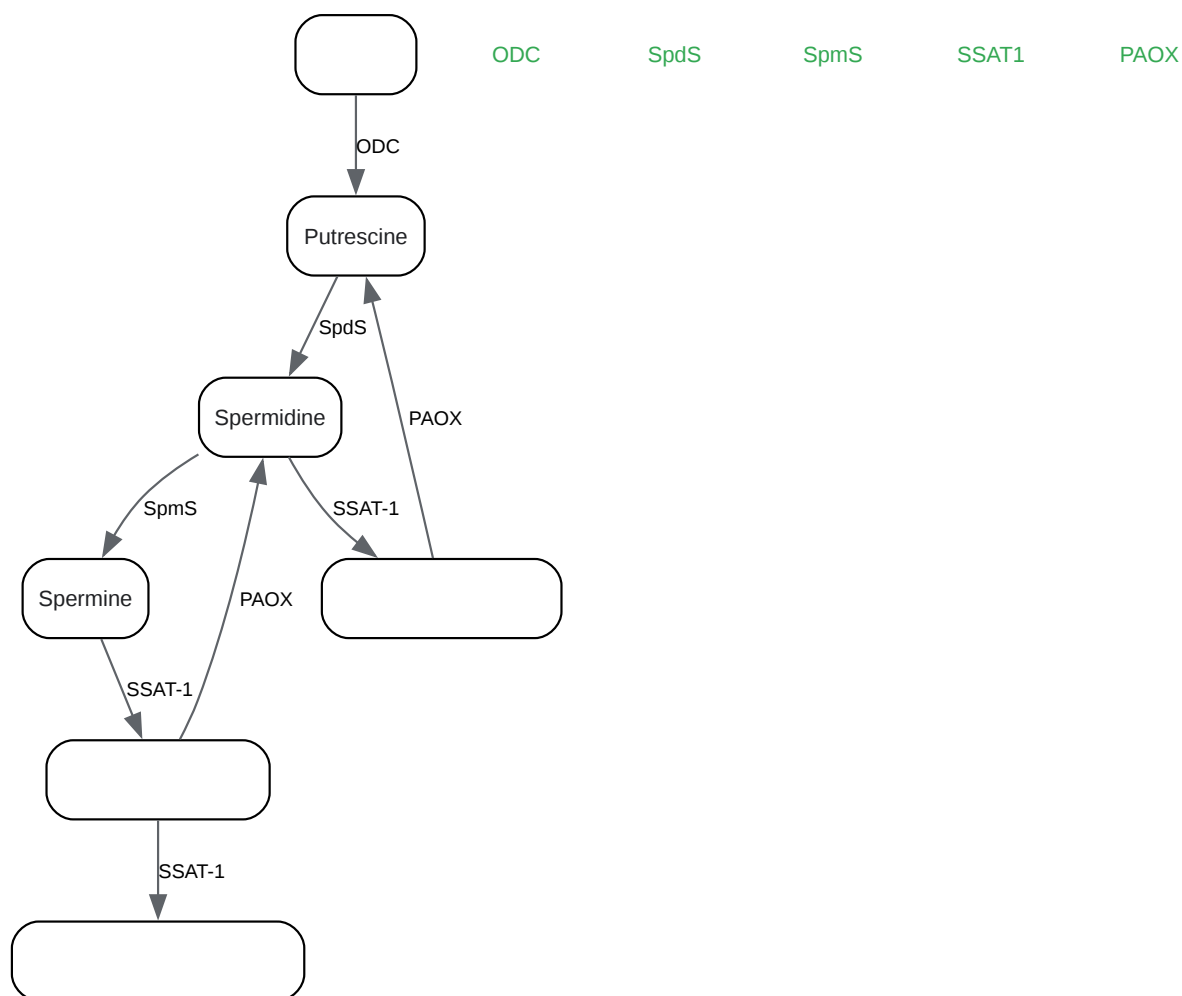 ODC SpdS SpmS SSAT1 PAOX
ODC
Putrescine
SpdS
Spermidine
PAOX
SpmS
SSAT-1
Spermine
PAOX
SSAT-1
SSAT-1